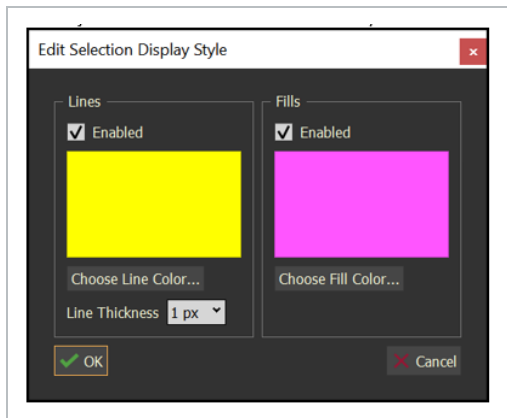 Edit Selection Display Style
Lines
Enabled
Choose Line Color...
Line Thickness 1 px
Fills
Enabled
Choose Fill Color...
OK
Cancel